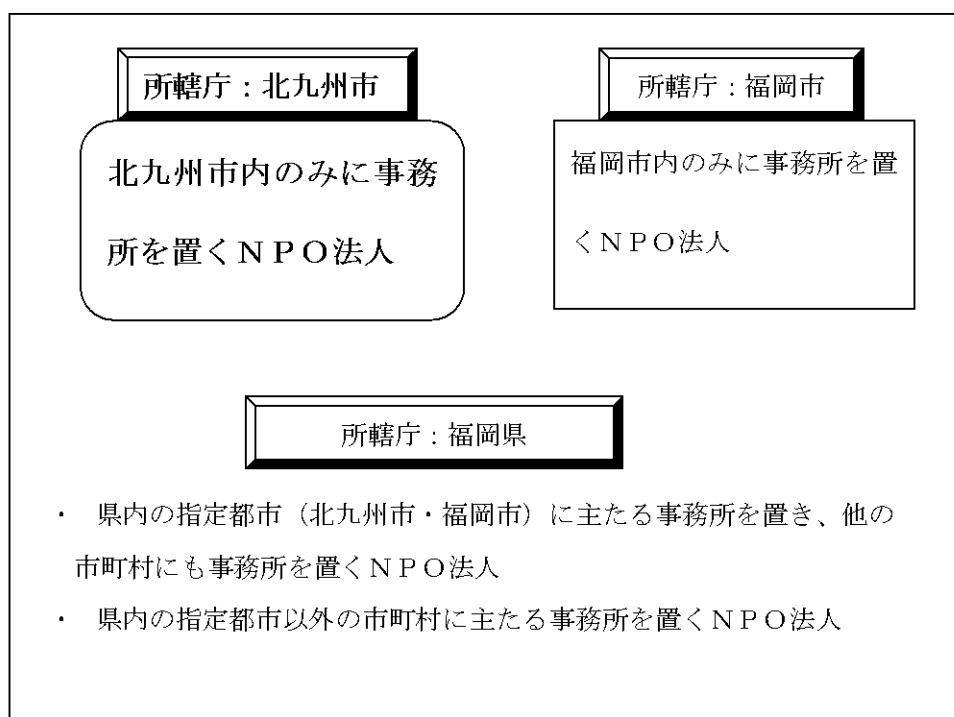 所轄庁：北九州市
北九州市内のみに事務
所を置くＮＰＯ法人
所轄庁：福岡市
福岡市内のみに事務所を置
くＮＰＯ法人
所轄庁：福岡県
・　県内の指定都市（北九州市・福岡市）に主たる事務所を置き、他の
市町村にも事務所を置くＮＰＯ法人
・　県内の指定都市以外の市町村に主たる事務所を置くＮＰＯ法人